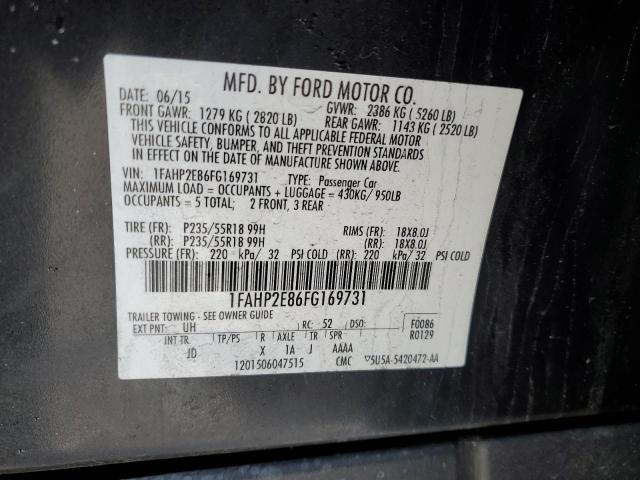 MFD. BY FORD MOTOR CO.
DATE: 06/15 GVWR: 2386 KG ( 5260 LB)
FRONT GAWR: 1279 KG ( 2820 LB) REAR GAWR: 1143 KG ( 2520 LB)
THIS VEHICLE CONFORMS TO ALL APPLICABLE FEDERAL MOTOR
VEHICLE SAFETY, BUMPER, AND THEFT PREVENTION STANDARDS
IN EFFECT ON THE DATE OF MANUFACTURE SHOWN ABOVE.
VIN: 1FAHP2E86FG169731 TYPE: Passenger Car
MAXIMUM LOAD = OCCUPANTS + LUGGAGE = 430KG/ 950LB
OCCUPANTS = 5 TOTAL; 2 FRONT, 3 REAR
TIRE (FR): P235/55R18 99H RIMS (FR): 18X8.0J
(RR): P235/55R18 99H (RR): 18X8.0J
PRESSURE (FR): 220 kPa/ 32 PSI COLD (RR): 220 kPa/ 32 PSI COLD
1FAHP2E86FG169731
TRAILER TOWING - SEE OWNER GUIDE
EXT PNT: UH RC: 52 DSO: F0086
R0129
INT TR TP/PS R AXLE TR SPR
JD X 1A J AAAA
1201506047515 CMC 5U5A-5420472-AA